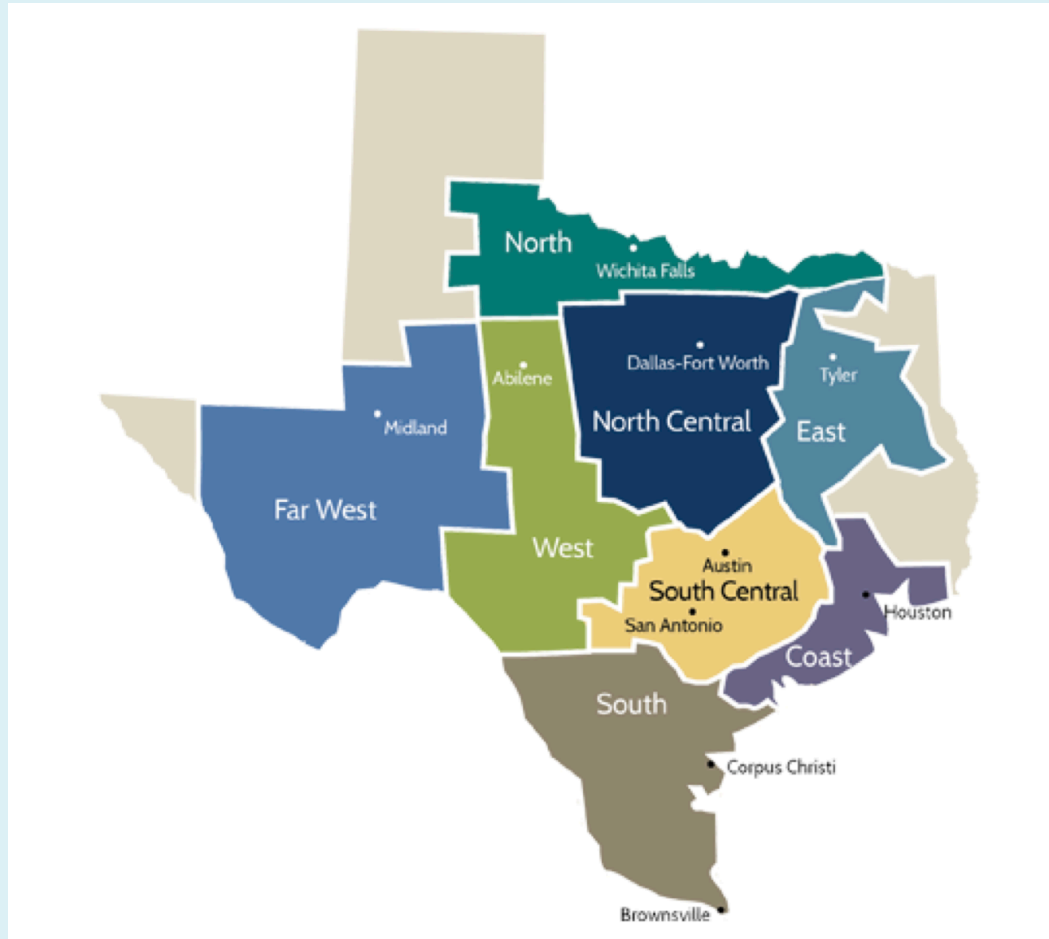 North
Wichita Falls
Dallas-Fort Worth
Abilene
Tyler
Midland
North Central
East
Far West
West
Austin
South Central
San Antonio
Houston
Coast
South
Corpus Christi
Brownsville